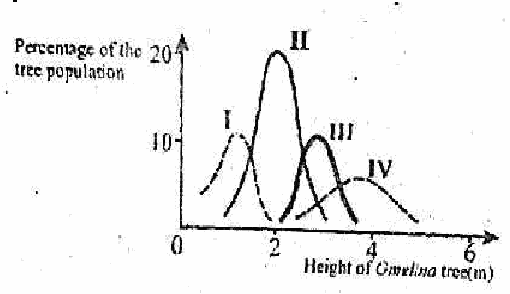 Percentage of the
tree population
20
II
I
10
III
IV
0
2
4
6
Height of Gmelina tree(m)